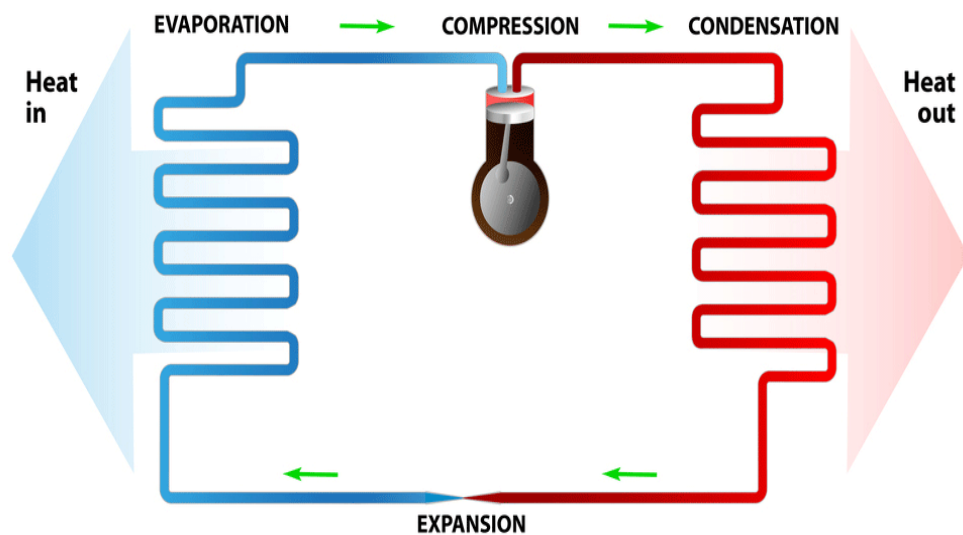 EVAPORATION
COMPRESSION
CONDENSATION
Heat
in
Heat
out
EXPANSION